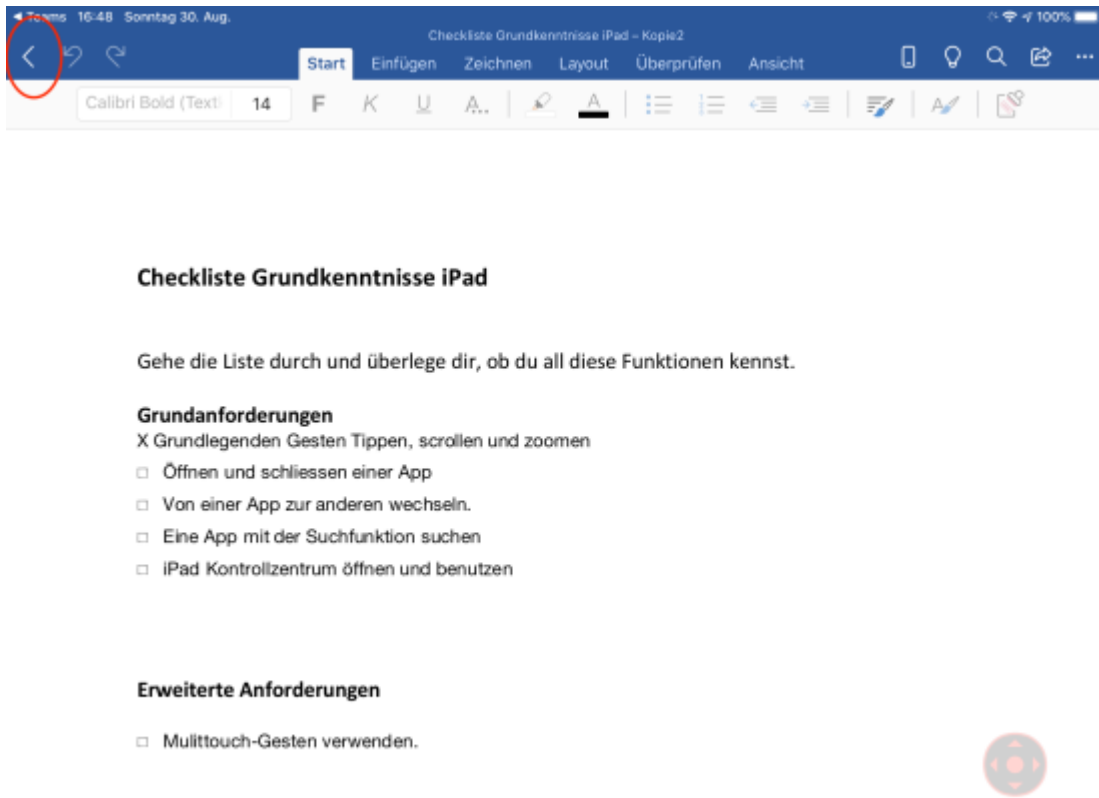 ◀ Teams 16:48 Sonntag 30. Aug. 100%
Checkliste Grundkenntnisse iPad – Kopie2
Start Einfügen Zeichnen Layout Überprüfen Ansicht
Calibri Bold (Text 14 F K U A.. A
Checkliste Grundkenntnisse iPad
Gehe die Liste durch und überlege dir, ob du all diese Funktionen kennst.
Grundanforderungen
X Grundlegenden Gesten Tippen, scrollen und zoomen
□ Öffnen und schliessen einer App
□ Von einer App zur anderen wechseln.
□ Eine App mit der Suchfunktion suchen
□ iPad Kontrollzentrum öffnen und benutzen
Erweiterte Anforderungen
□ Mulittouch-Gesten verwenden.